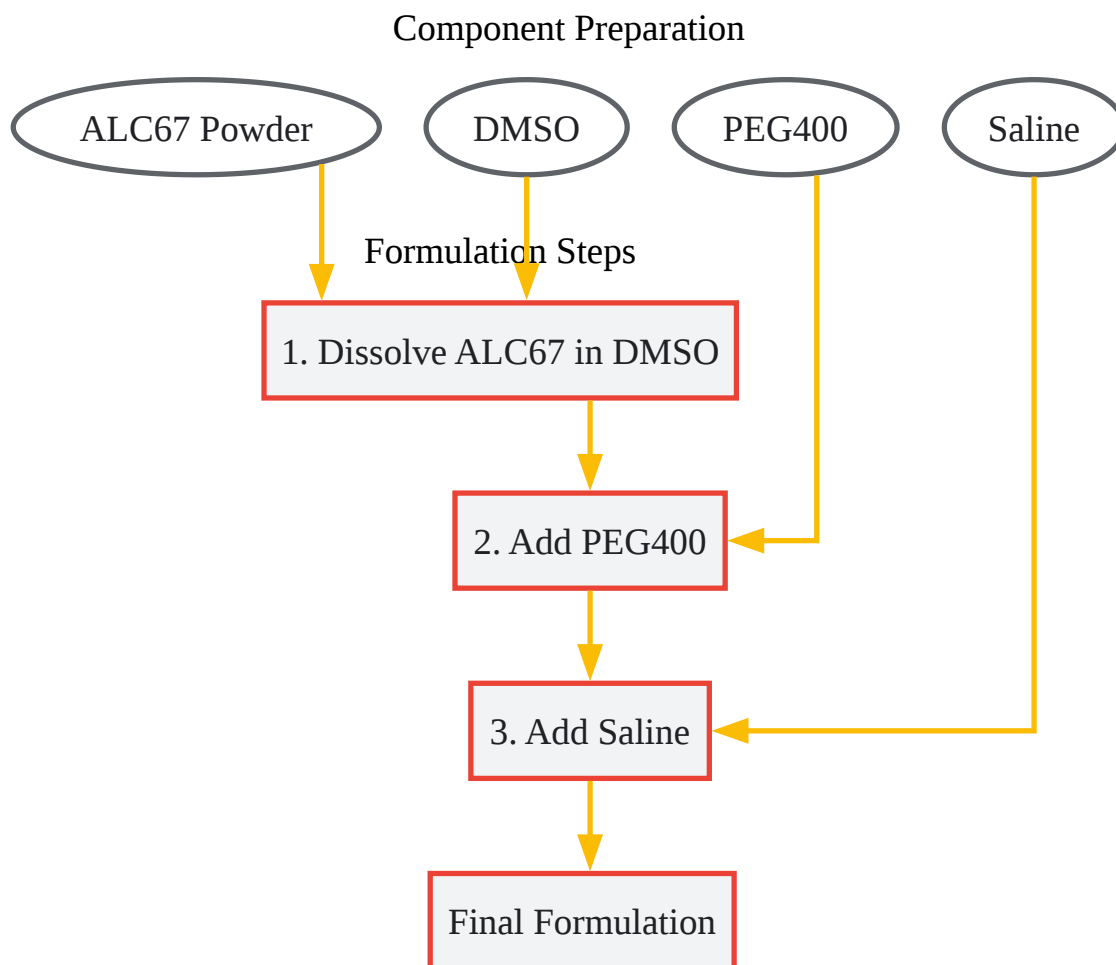 Component Preparation
ALC67 Powder
DMSO
PEG400
Saline
Formulation Steps
1. Dissolve ALC67 in DMSO
2. Add PEG400
3. Add Saline
Final Formulation